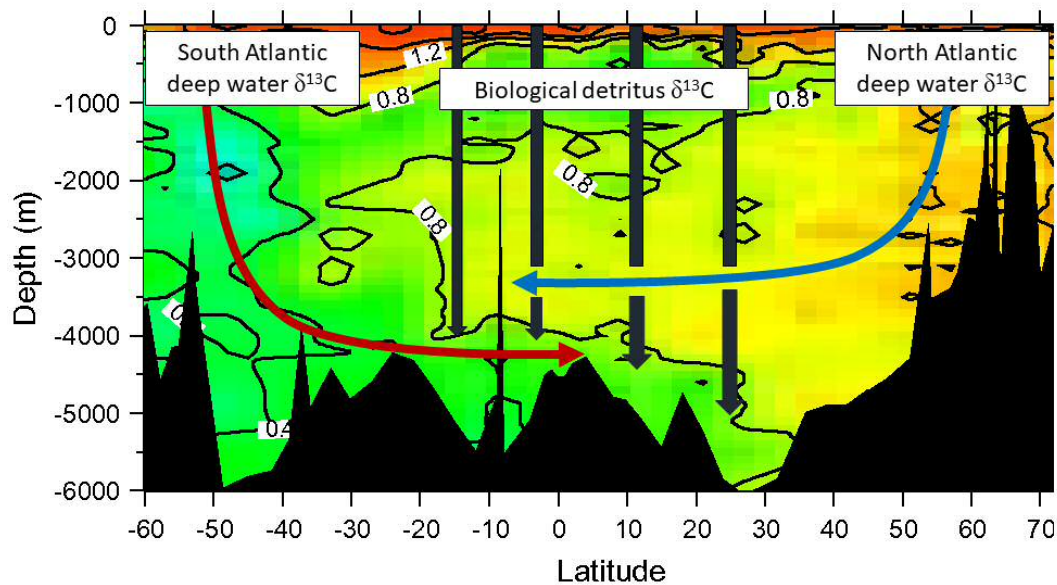 0
-1000
-2000
-3000
-4000
-5000
-6000
Depth (m)
South Atlantic
deep water δ¹³C
Biological detritus δ¹³C
North Atlantic
deep water δ¹³C
1.2
0.8
0.8
0.8
0.8
-60 -50 -40 -30 -20 -10 0 10 20 30 40 50 60 70
Latitude